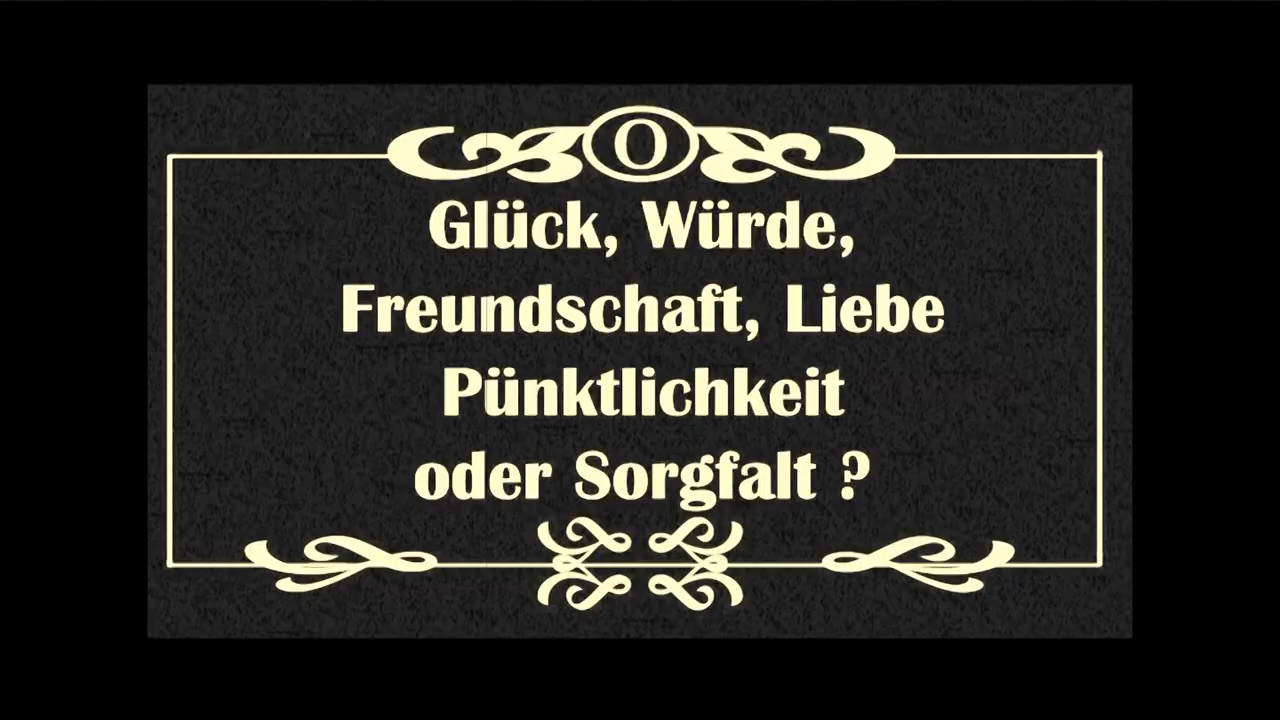 O
Glück, Würde,
Freundschaft, Liebe
Pünktlichkeit
oder Sorgfalt ?